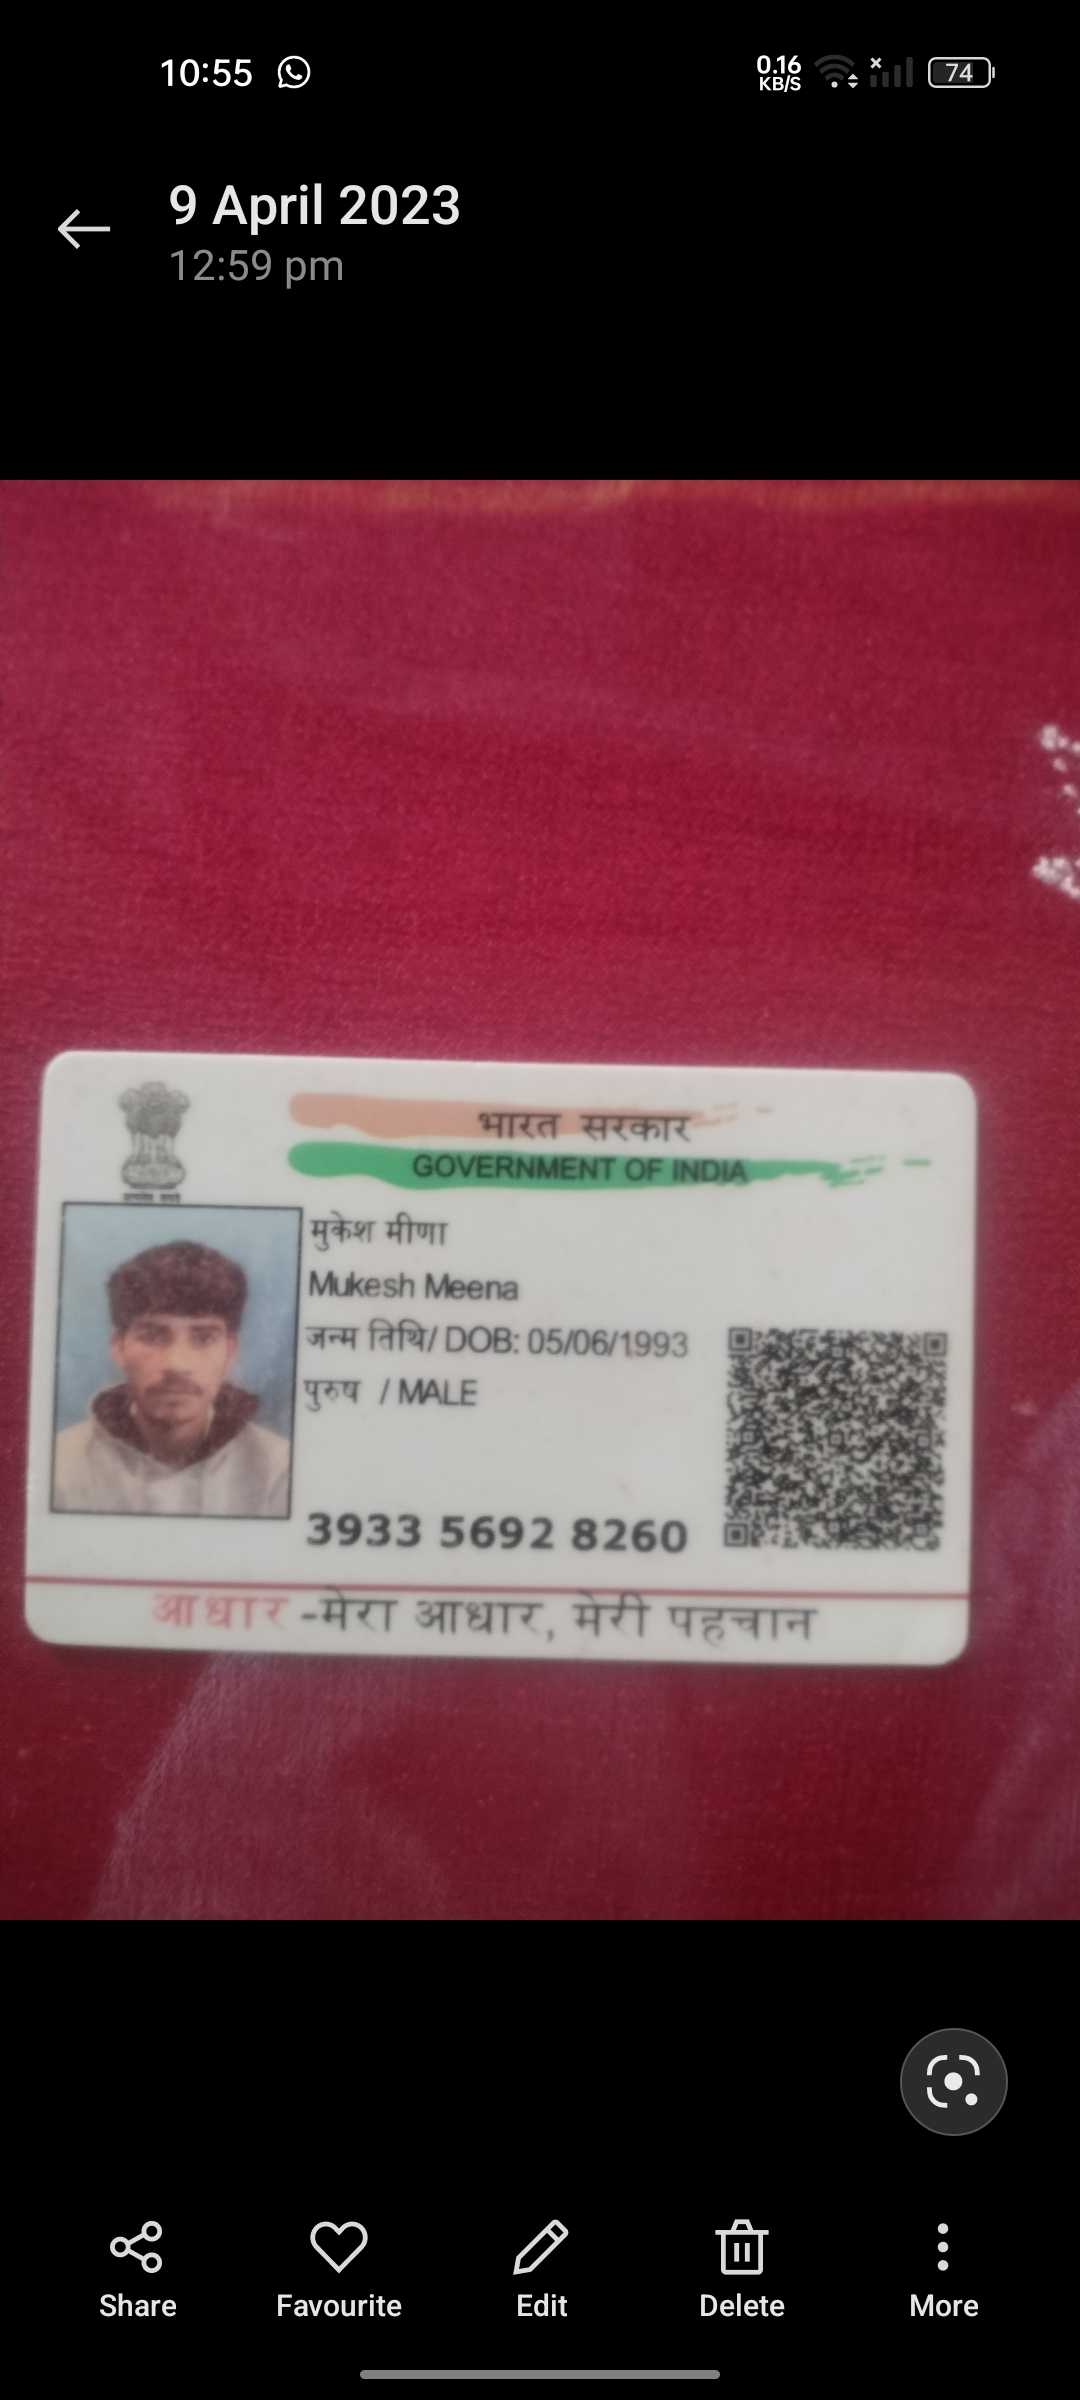 10:55
0.16 KB/S
74
9 April 2023
12:59 pm
भारत सरकार
GOVERNMENT OF INDIA
मुकेश मीणा
Mukesh Meena
जन्म तिथि/ DOB: 05/06/1993
पुरुष / MALE
3933 5692 8260
आधार -मेरा आधार, मेरी पहचान
Share Favourite Edit Delete More